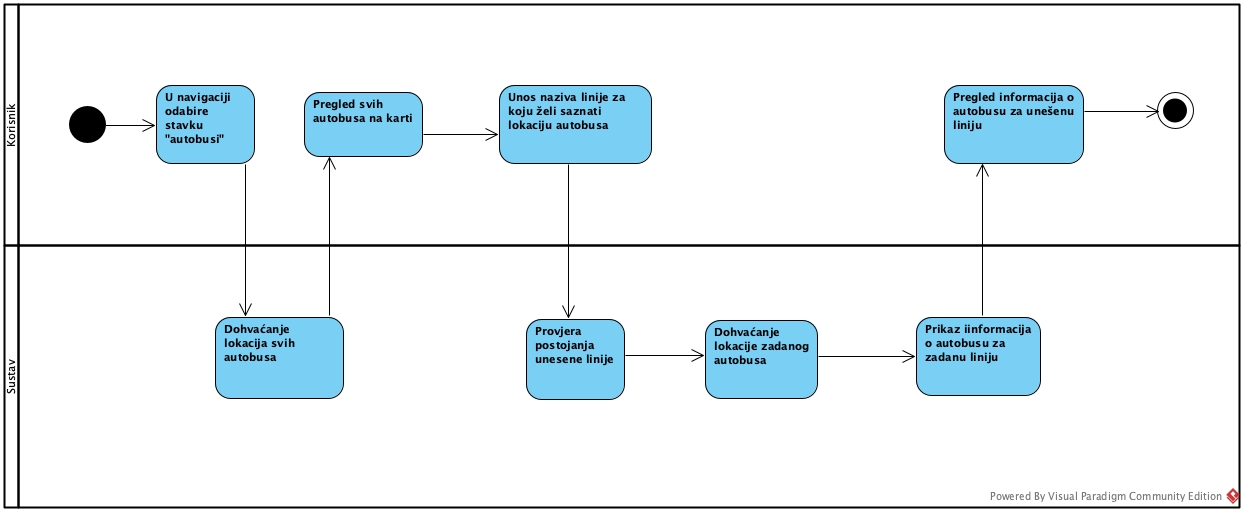 Korisnik
U navigaciji
odabire
stavku
"autobusi"
Pregled svih
autobusa na karti
Unos naziva linije za
koju želi saznati
lokaciju autobusa
Pregled informacija o
autobusu za unešenu
liniju
Sustav
Dohvaćanje
lokacija svih
autobusa
Provjera
postojanja
unesene linije
Dohvaćanje
lokacije zadanog
autobusa
Prikaz iinformacija
o autobusu za
zadanu liniju
Powered By Visual Paradigm Community Edition